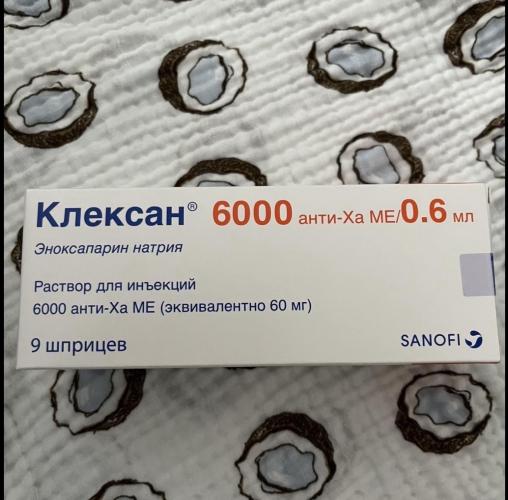 Клексан® 6000 анти-Ха МЕ/0.6 мл
Эноксапарин натрия
Раствор для инъекций
6000 анти-Ха МЕ (эквивалентно 60 мг)
9 шприцев
SANOFI